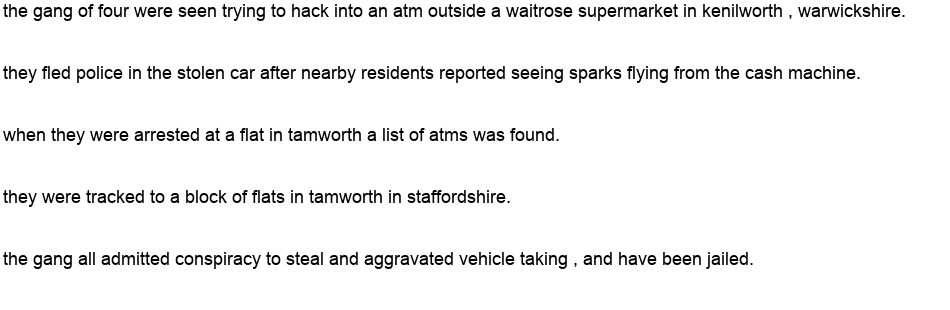 the gang of four were seen trying to hack into an atm outside a waitrose supermarket in kenilworth , warwickshire.
they fled police in the stolen car after nearby residents reported seeing sparks flying from the cash machine.
when they were arrested at a flat in tamworth a list of atms was found.
they were tracked to a block of flats in tamworth in staffordshire.
the gang all admitted conspiracy to steal and aggravated vehicle taking , and have been jailed.